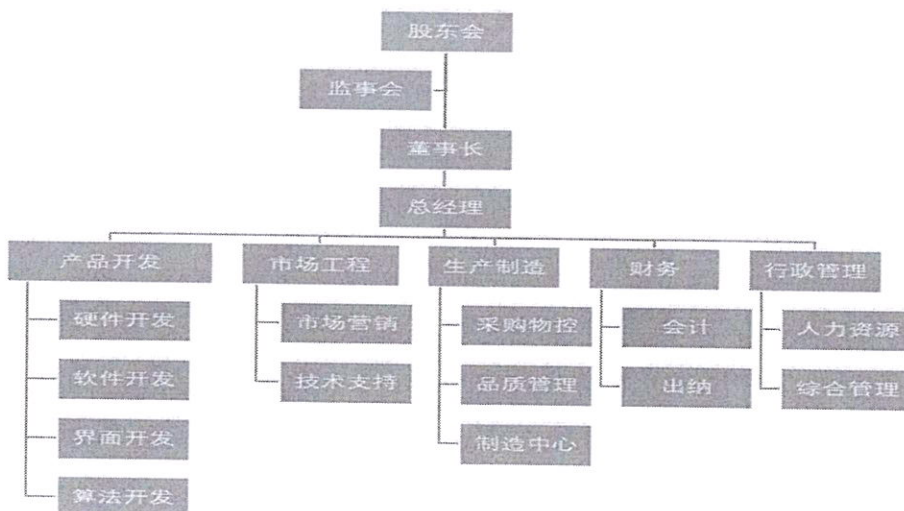 股东会
监事会
董事长
总经理
产品开发
市场工程
生产制造
财务
行政管理
硬件开发
市场营销
采购物控
会计
人力资源
软件开发
技术支持
品质管理
出纳
综合管理
界面开发
制造中心
算法开发